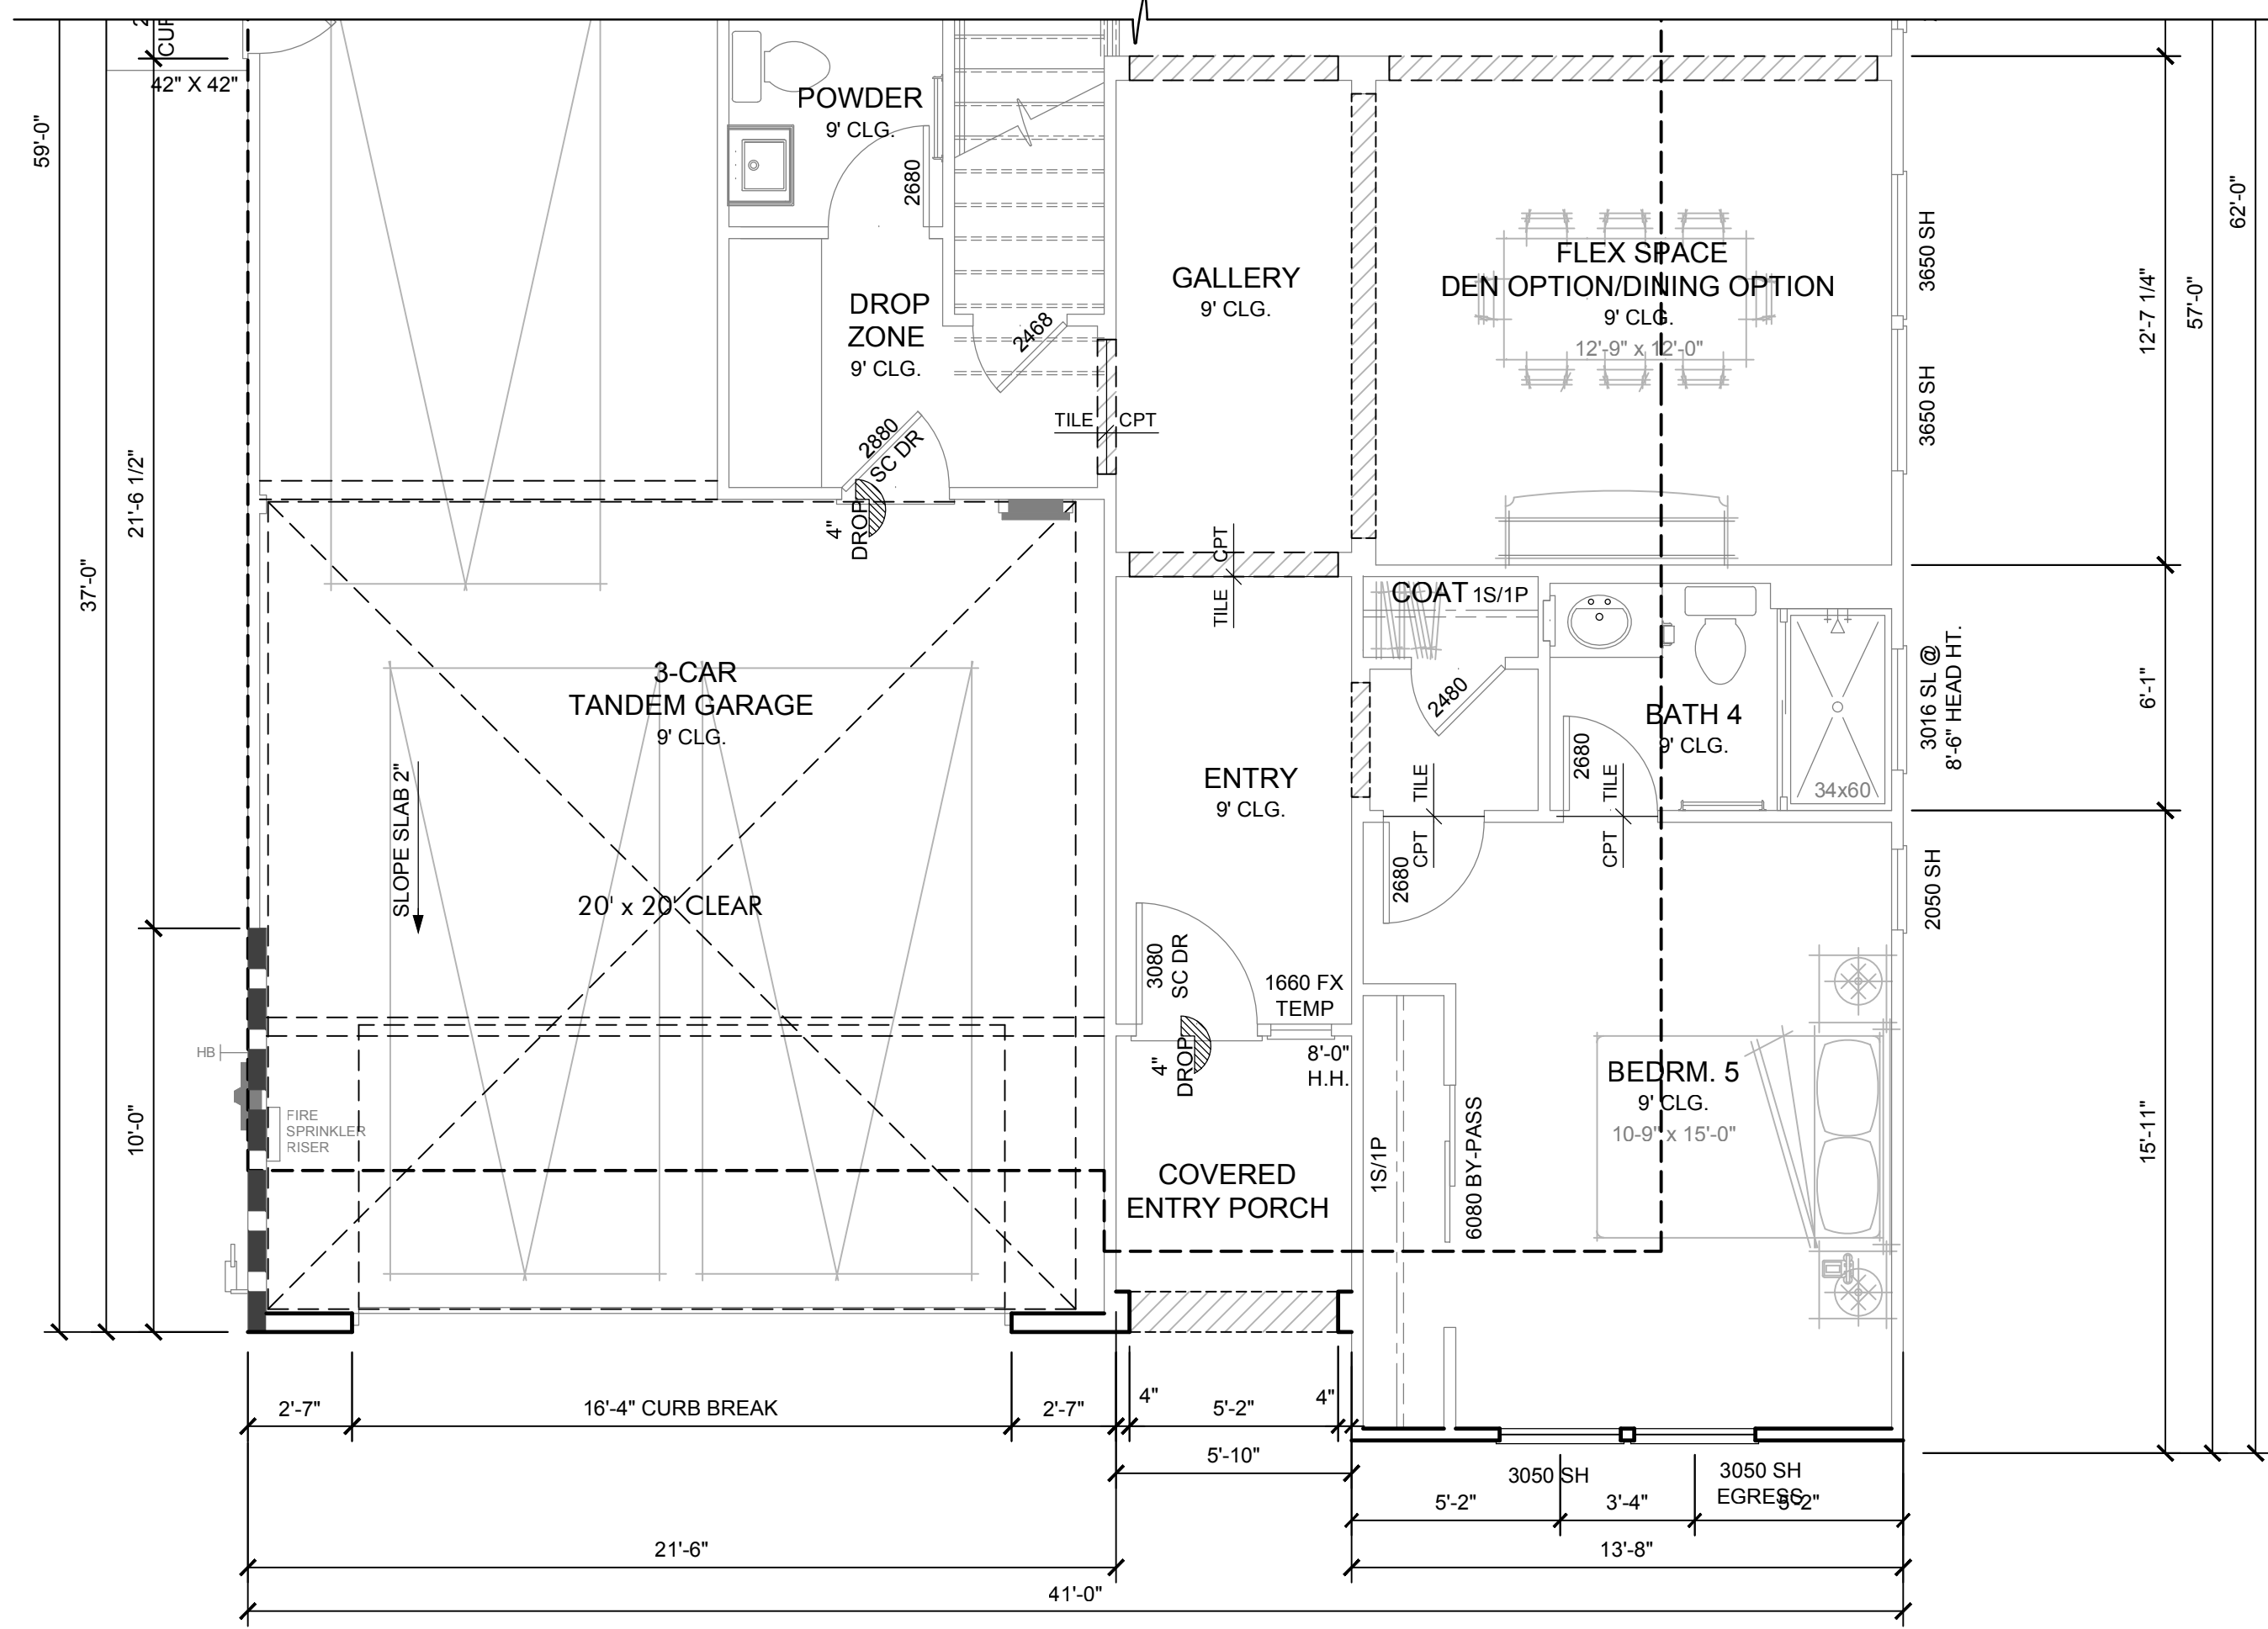 42" X 42"
59'-0"
37'-0"
21'-6 1/2"
10'-0"
POWDER
9' CLG.
2680
DROP
ZONE
9' CLG.
2468
2880
SC DR
4"
DROP
TILE
CPT
GALLERY
9' CLG.
FLEX SPACE
DEN OPTION/DINING OPTION
9' CLG.
12'-9" x 12'-0"
3650 SH
3650 SH
12'-7 1/4"
57'-0"
62'-0"
CPT
TILE
COAT 1S/1P
2480
3-CAR
TANDEM GARAGE
9' CLG.
SLOPE SLAB 2"
20' x 20' CLEAR
ENTRY
9' CLG.
BATH 4
9' CLG.
2680
34x60
3016 SL @
8'-6" HEAD HT.
6'-1"
TILE
CPT
TILE
CPT
2680
2050 SH
3080
SC DR
1660 FX
TEMP
8'-0"
H.H.
4"
DROP
HB
FIRE
SPRINKLER
RISER
COVERED
ENTRY PORCH
1S/1P
6080 BY-PASS
BEDRM. 5
9' CLG.
10-9" x 15'-0"
15'-11"
2'-7"
16'-4" CURB BREAK
2'-7"
4"
5'-2"
4"
5'-10"
3050 SH
3050 SH
EGRESS
5'-2"
3'-4"
5'-2"
21'-6"
13'-8"
41'-0"